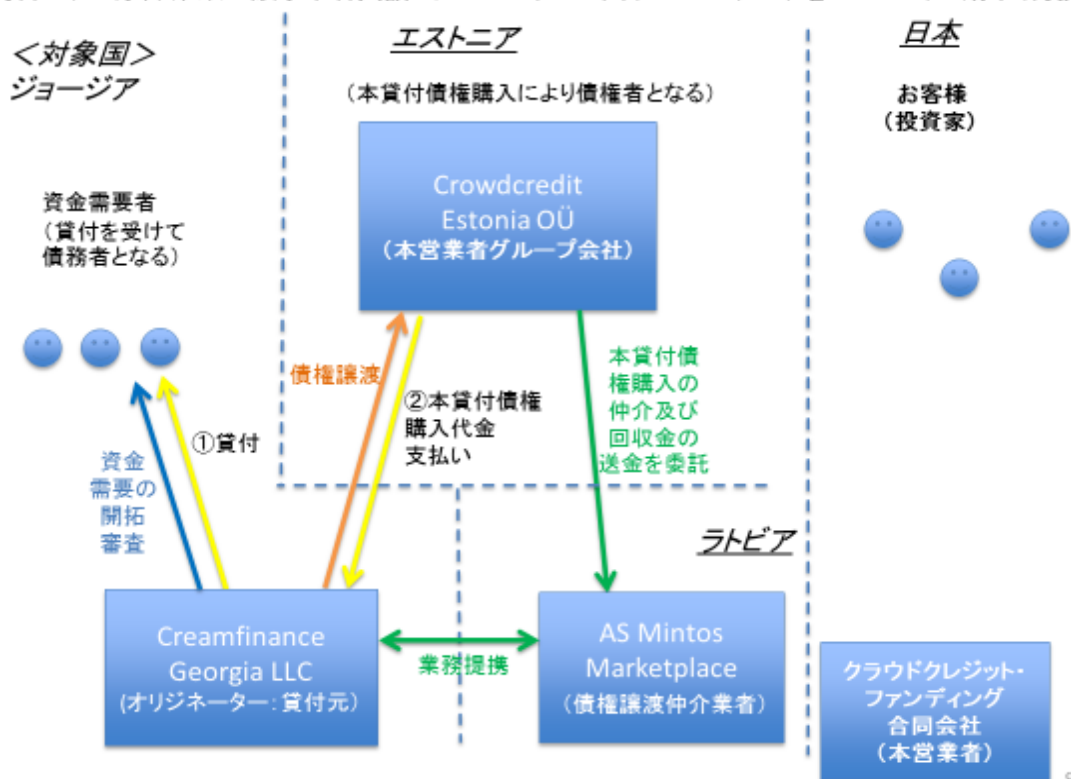 <対象国>
ジョージア
エストニア
日本
(本貸付債権購入により債権者となる)
お客様
(投資家)
Crowdcredit
Estonia OÜ
(本営業者グループ会社)
資金需要者
(貸付を受けて
債務者となる)
債権譲渡
②本貸付債権
購入代金
支払い
本貸付債
権購入の
仲介及び
回収金の
送金を委託
①貸付
資金
需要の
開拓
審査
ラトビア
Creamfinance
Georgia LLC
(オリジネーター:貸付元)
業務提携
AS Mintos
Marketplace
(債権譲渡仲介業者)
クラウドクレジット・
ファンディング
合同会社
(本営業者)